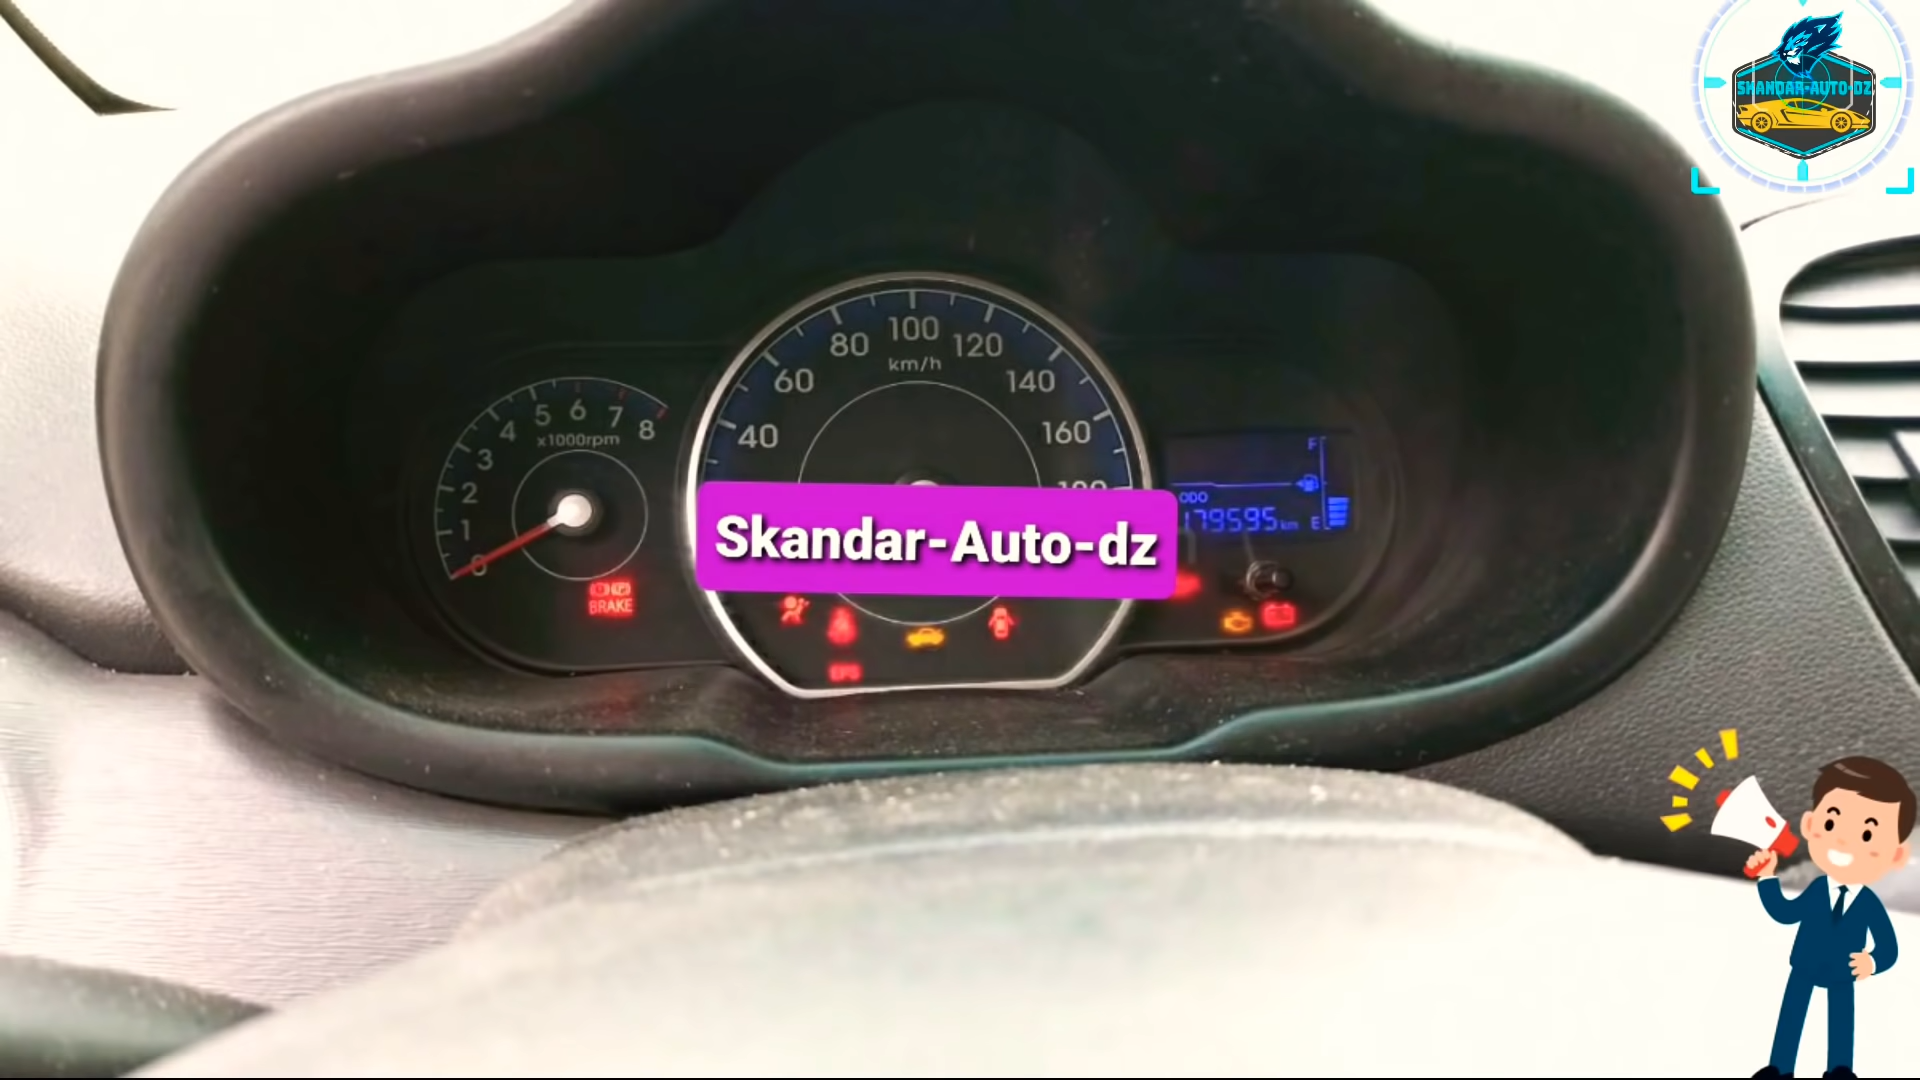 SKANDAR-AUTO-DZ
100
80
120
km/h
60
140
40
160
5 6 7
4 8
x1000rpm
3
2
1
0
F
ODO
179595 km
E
Skandar-Auto-dz
BRAKE
EPS